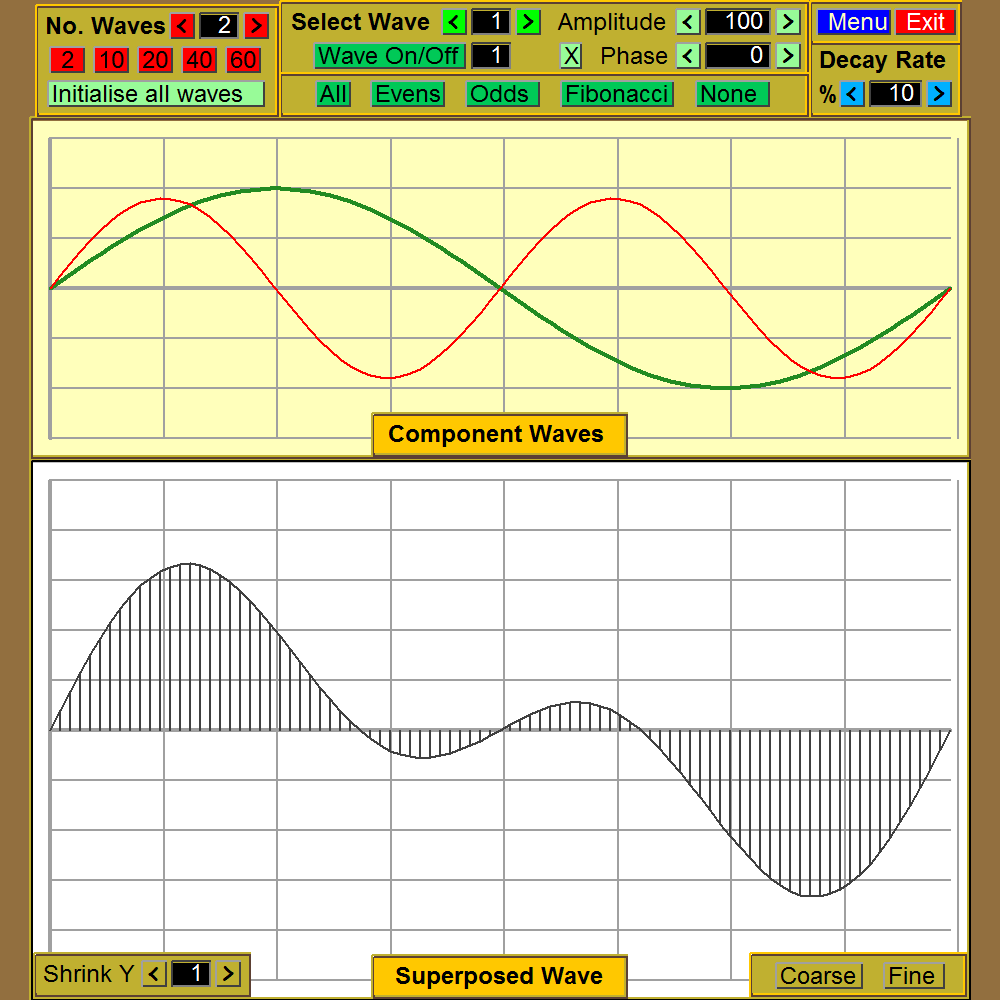 No. Waves < 2 >
2 10 20 40 60
Initialise all waves
Select Wave < 1 > Amplitude < 100 >
Wave On/Off 1 X Phase < 0 >
All Evens Odds Fibonacci None
Menu Exit
Decay Rate
% < 10 >
Component Waves
Shrink Y < 1 >
Superposed Wave
Coarse Fine